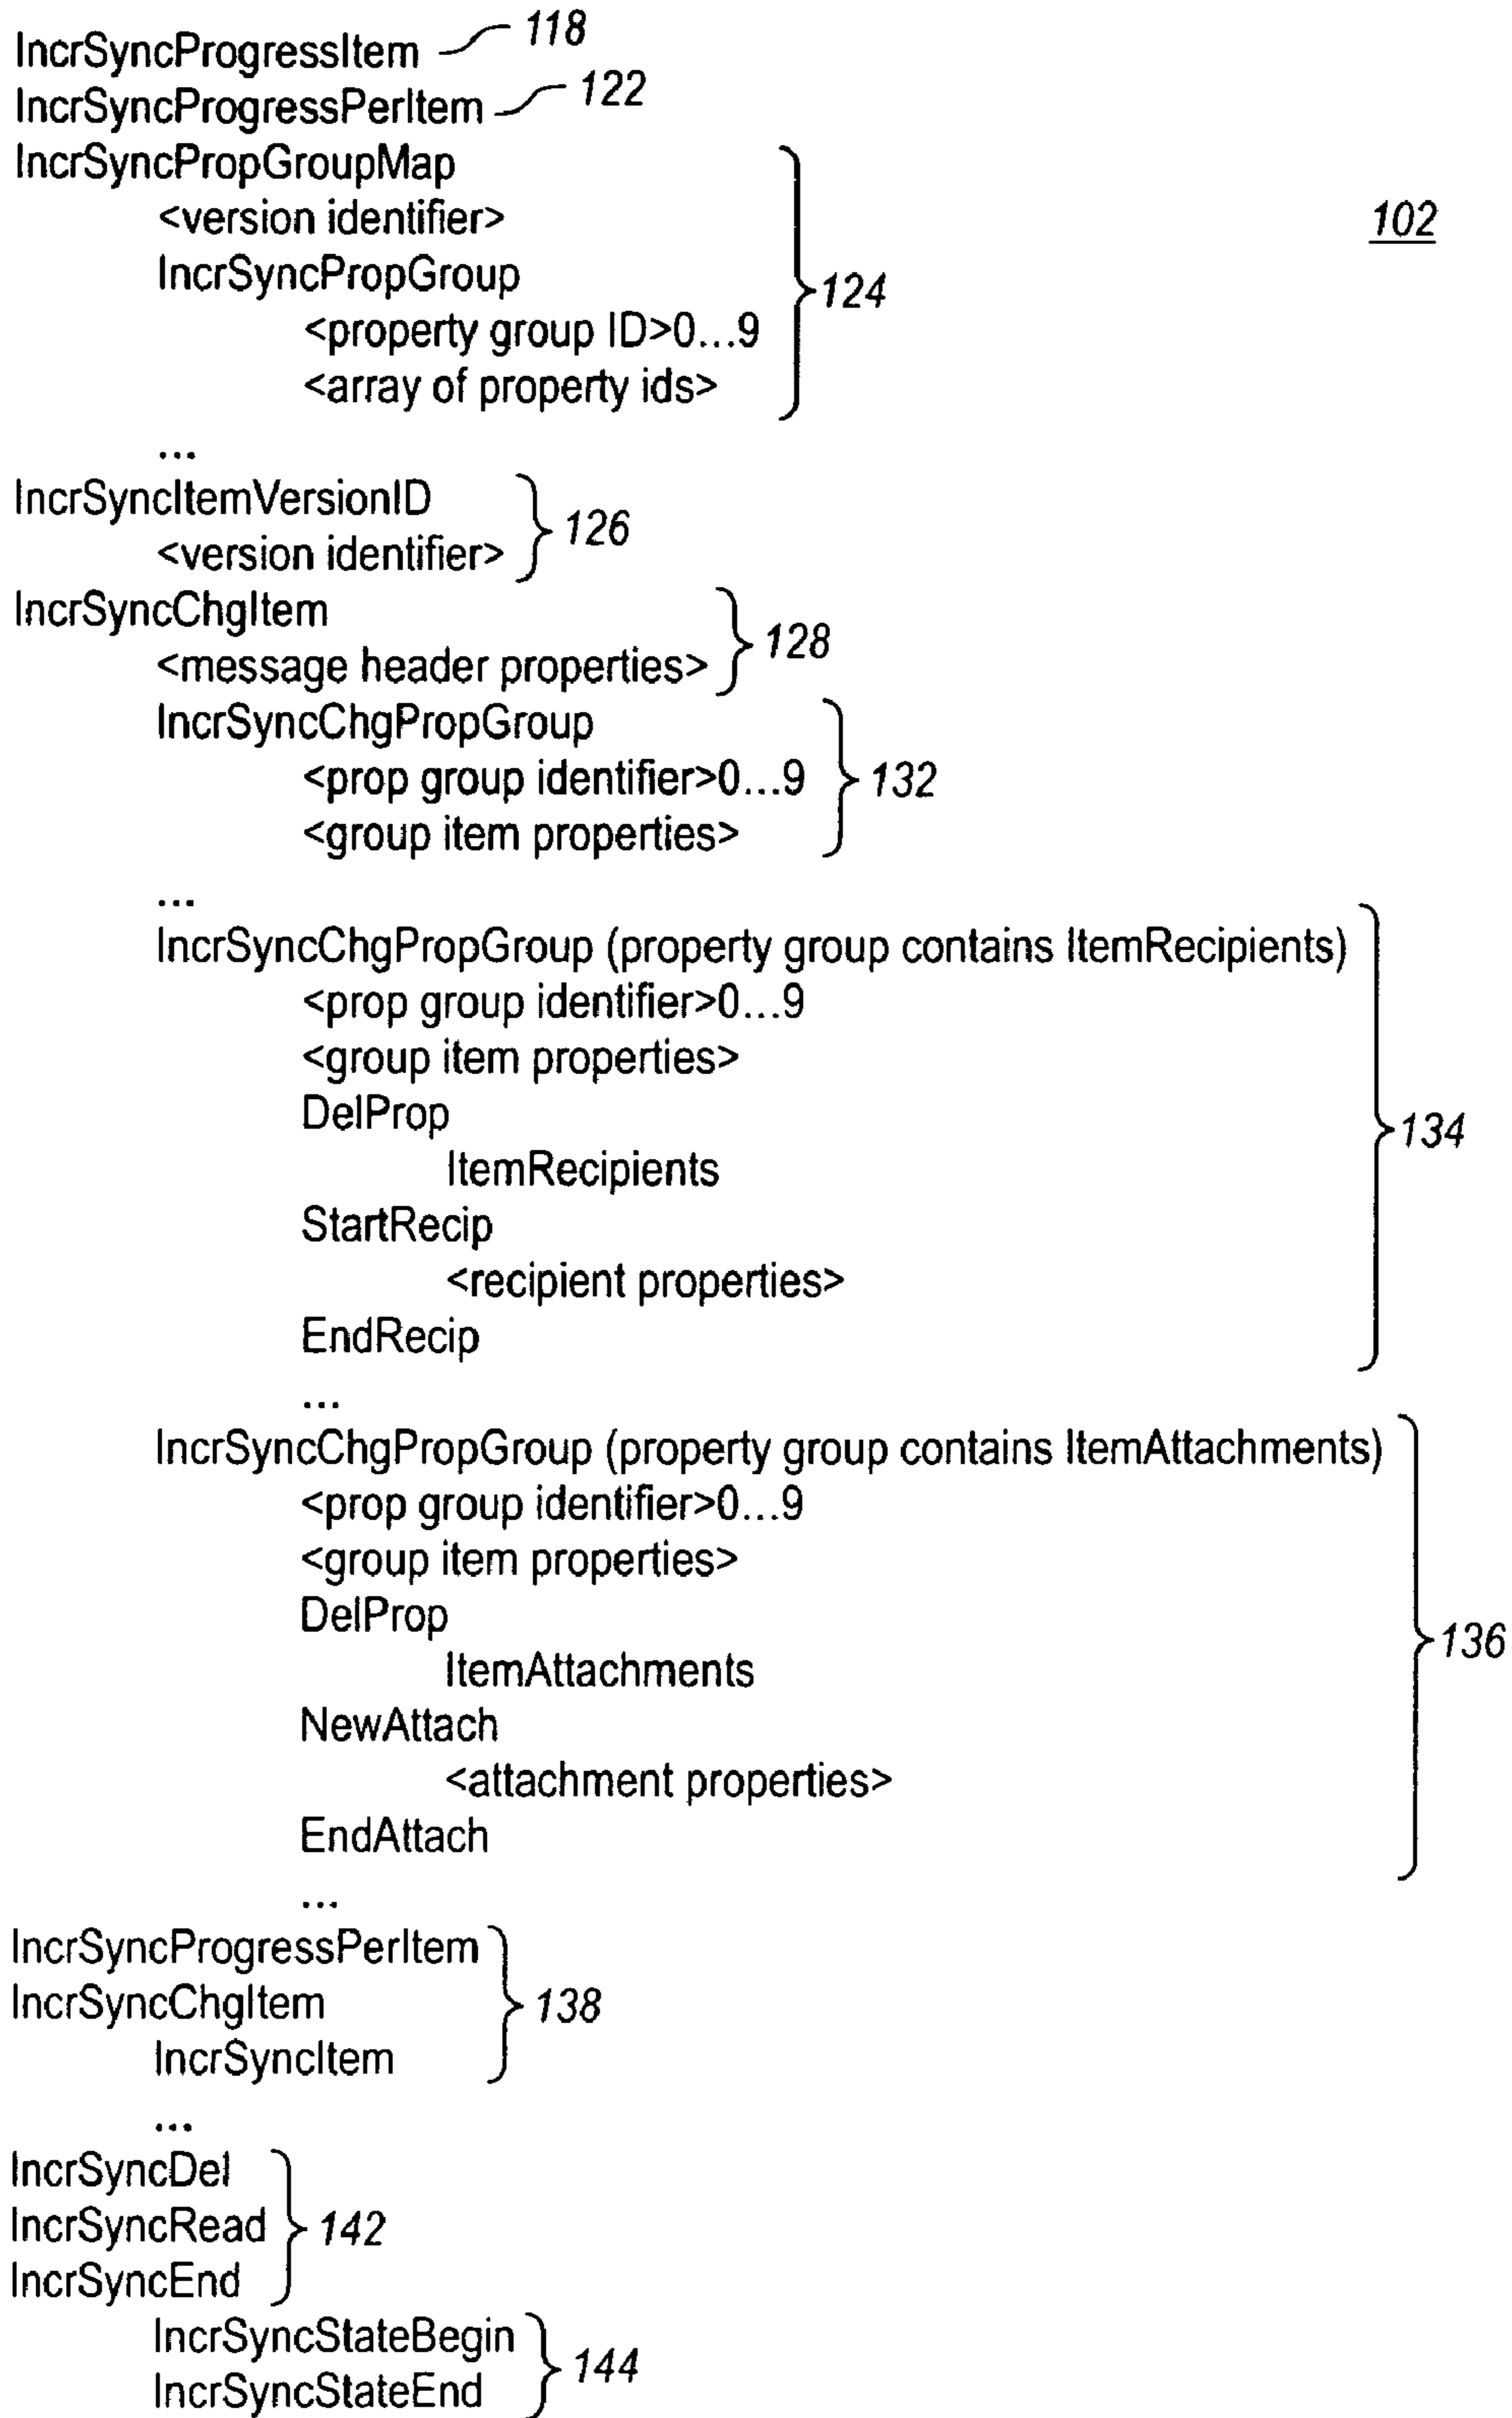 IncrSyncProgressItem 118
IncrSyncProgressPerItem 122
IncrSyncPropGroupMap
<version identifier>
102
IncrSyncPropGroup
124
<property group ID>0...9
<array of property ids>
...
IncrSyncItemVersionID
126
<version identifier>
IncrSyncChgItem
128
<message header properties>
IncrSyncChgPropGroup
<prop group identifier>0...9
132
<group item properties>
...
IncrSyncChgPropGroup (property group contains ItemRecipients)
<prop group identifier>0...9
<group item properties>
DelProp
134
ItemRecipients
StartRecip
<recipient properties>
EndRecip
...
IncrSyncChgPropGroup (property group contains ItemAttachments)
<prop group identifier>0...9
<group item properties>
DelProp
136
ItemAttachments
NewAttach
<attachment properties>
EndAttach
...
IncrSyncProgressPerItem
IncrSyncChgItem
138
IncrSyncItem
...
IncrSyncDel
IncrSyncRead
142
IncrSyncEnd
IncrSyncStateBegin
144
IncrSyncStateEnd